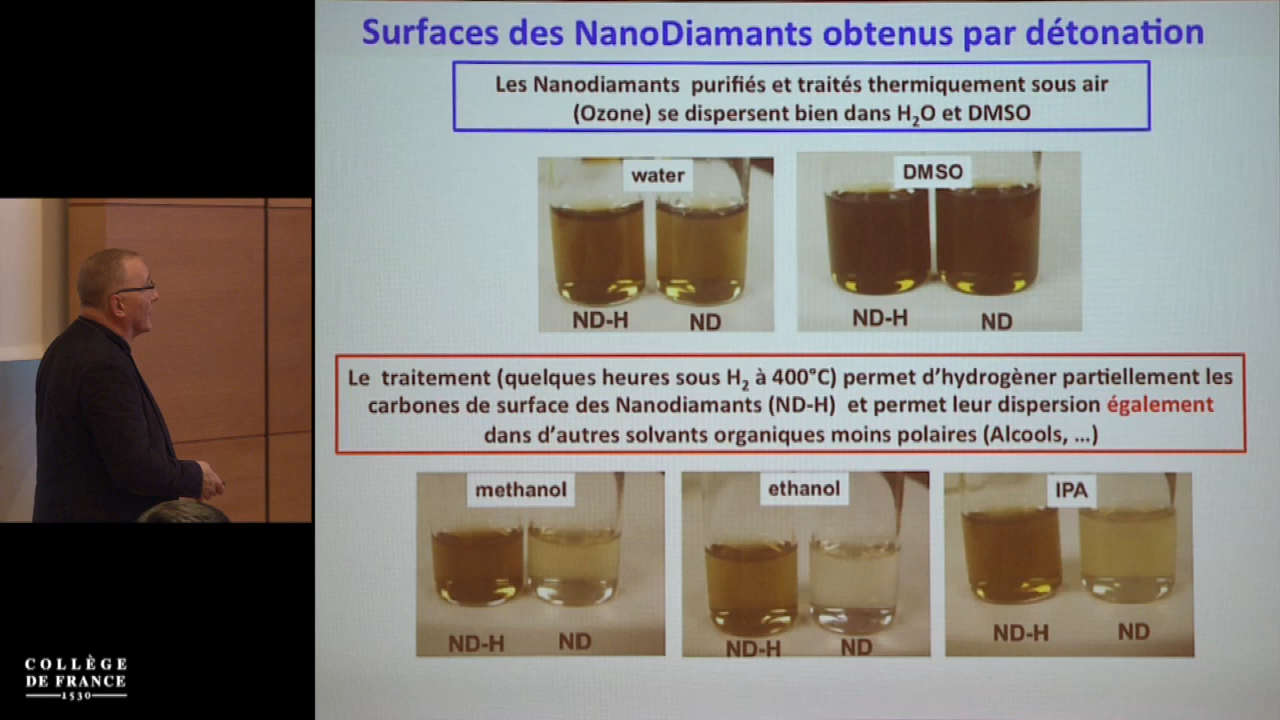 Surfaces des NanoDiamants obtenus par détonation
Les Nanodiamants purifiés et traités thermiquement sous air
(Ozone) se dispersent bien dans H₂O et DMSO
water
DMSO
ND-H
ND
ND-H
ND
Le traitement (quelques heures sous H₂ à 400°C) permet d'hydrogèner partiellement les
carbones de surface des Nanodiamants (ND-H) et permet leur dispersion également
dans d'autres solvants organiques moins polaires (Alcools, ...)
methanol
ethanol
IPA
ND-H
ND
ND-H
ND
ND-H
ND
COLLÈGE
DE FRANCE
1530